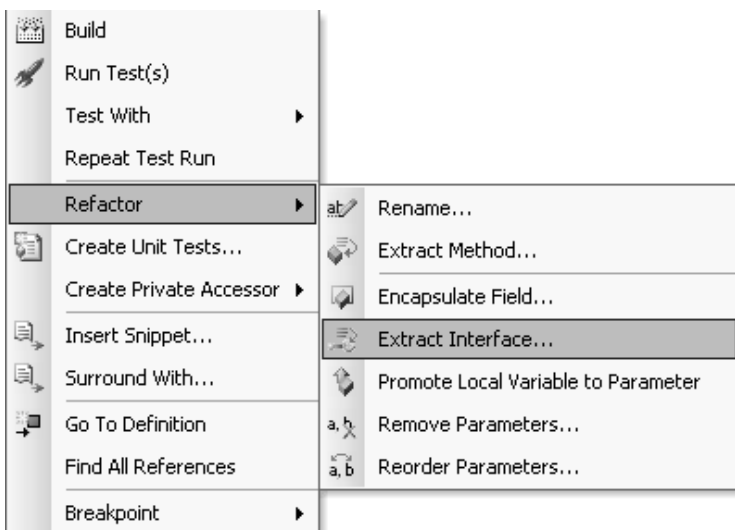 Build
Run Test(s)
Test With
Repeat Test Run
Refactor
Create Unit Tests...
Create Private Accessor
Insert Snippet...
Surround With...
Go To Definition
Find All References
Breakpoint
ab Rename...
Extract Method...
Encapsulate Field...
Extract Interface...
Promote Local Variable to Parameter
a, b Remove Parameters...
a, b Reorder Parameters...